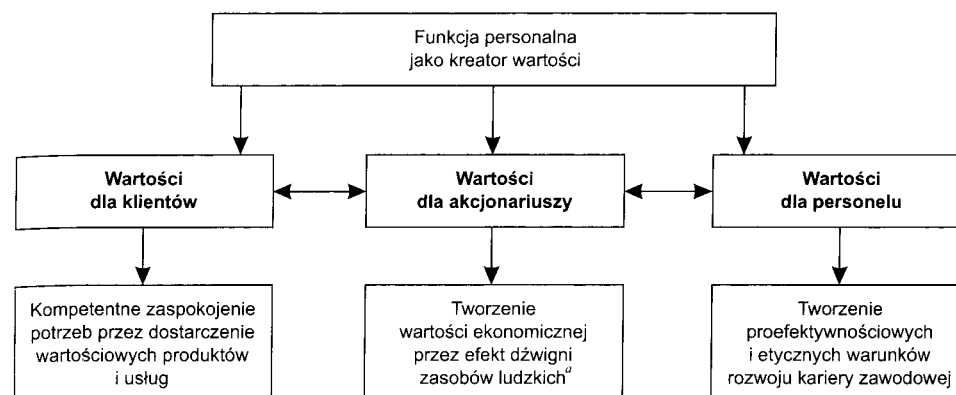 Funkcja personalna
jako kreator wartości
Wartości
dla klientów
Wartości
dla akcjonariuszy
Wartości
dla personelu
Kompetentne zaspokojenie
potrzeb przez dostarczenie
wartościowych produktów
i usług
Tworzenie
wartości ekonomicznej
przez efekt dźwigni
zasobów ludzkichᵃ
Tworzenie
proefektywnościowych
i etycznych warunków
rozwoju kariery zawodowej